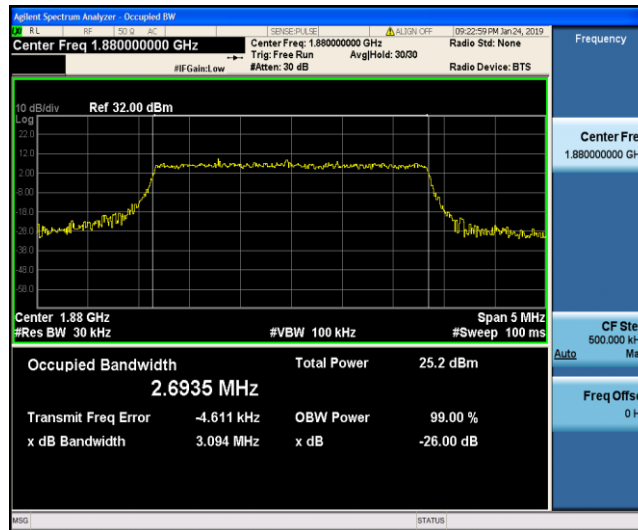 Agilent Spectrum Analyzer - Occupied BW
RL RF 50 Ω AC SENSE:PULSE ALIGN OFF 09:22:59 PM Jan 24, 2019
Center Freq 1.880000000 GHz Center Freq: 1.880000000 GHz Radio Std: None
Trig: Free Run Avg|Hold: 30/30
#IFGain:Low #Atten: 30 dB Radio Device: BTS
Frequency
10 dB/div Ref 32.00 dBm
Log
22.0
12.0
2.00
-8.00
-18.0
-28.0
-38.0
-48.0
-58.0
Center Fre
1.880000000 GH
Center 1.88 GHz Span 5 MHz
#Res BW 30 kHz #VBW 100 kHz #Sweep 100 ms
CF Ste
500.000 kH
Auto Ma
Occupied Bandwidth Total Power 25.2 dBm
2.6935 MHz
Transmit Freq Error -4.611 kHz OBW Power 99.00 %
x dB Bandwidth 3.094 MHz x dB -26.00 dB
Freq Offse
0 H
MSG STATUS